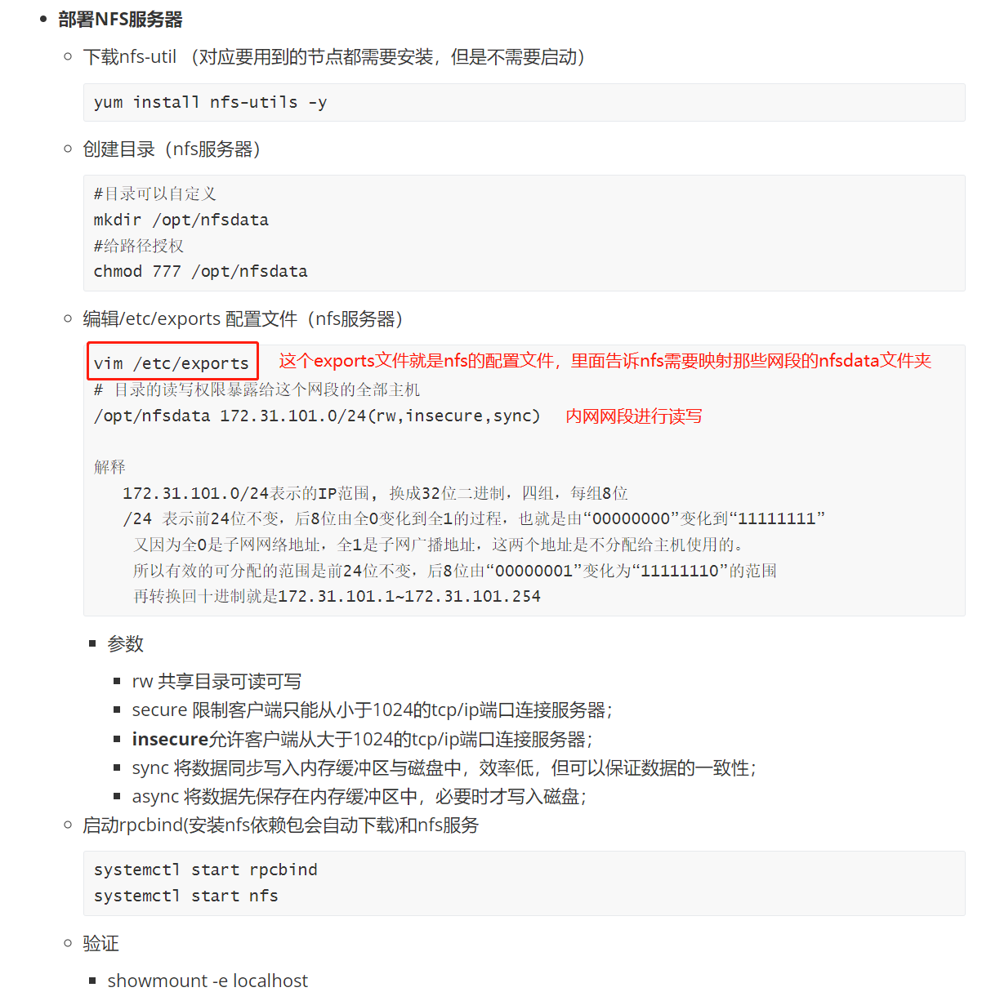 部署NFS服务器
下载nfs-util （对应要用到的节点都需要安装，但是不需要启动）
yum install nfs-utils -y
创建目录（nfs服务器）
#目录可以自定义
mkdir /opt/nfsdata
#给路径授权
chmod 777 /opt/nfsdata
编辑/etc/exports 配置文件（nfs服务器）
vim /etc/exports 这个exports文件就是nfs的配置文件，里面告诉nfs需要映射那些网段的nfsdata文件夹
# 目录的读写权限暴露给这个网段的全部主机
/opt/nfsdata 172.31.101.0/24(rw,insecure,sync) 内网网段进行读写
解释
172.31.101.0/24表示的IP范围, 换成32位二进制，四组，每组8位
/24 表示前24位不变，后8位由全0变化到全1的过程，也就是由“00000000”变化到“11111111”
又因为全0是子网网络地址，全1是子网广播地址，这两个地址是不分配给主机使用的。
所以有效的可分配的范围是前24位不变，后8位由“00000001”变化为“11111110”的范围
再转换回十进制就是172.31.101.1~172.31.101.254
参数
rw 共享目录可读可写
secure 限制客户端只能从小于1024的tcp/ip端口连接服务器；
insecure允许客户端从大于1024的tcp/ip端口连接服务器；
sync 将数据同步写入内存缓冲区与磁盘中，效率低，但可以保证数据的一致性；
async 将数据先保存在内存缓冲区中，必要时才写入磁盘；
启动rpcbind(安装nfs依赖包会自动下载)和nfs服务
systemctl start rpcbind
systemctl start nfs
验证
showmount -e localhost